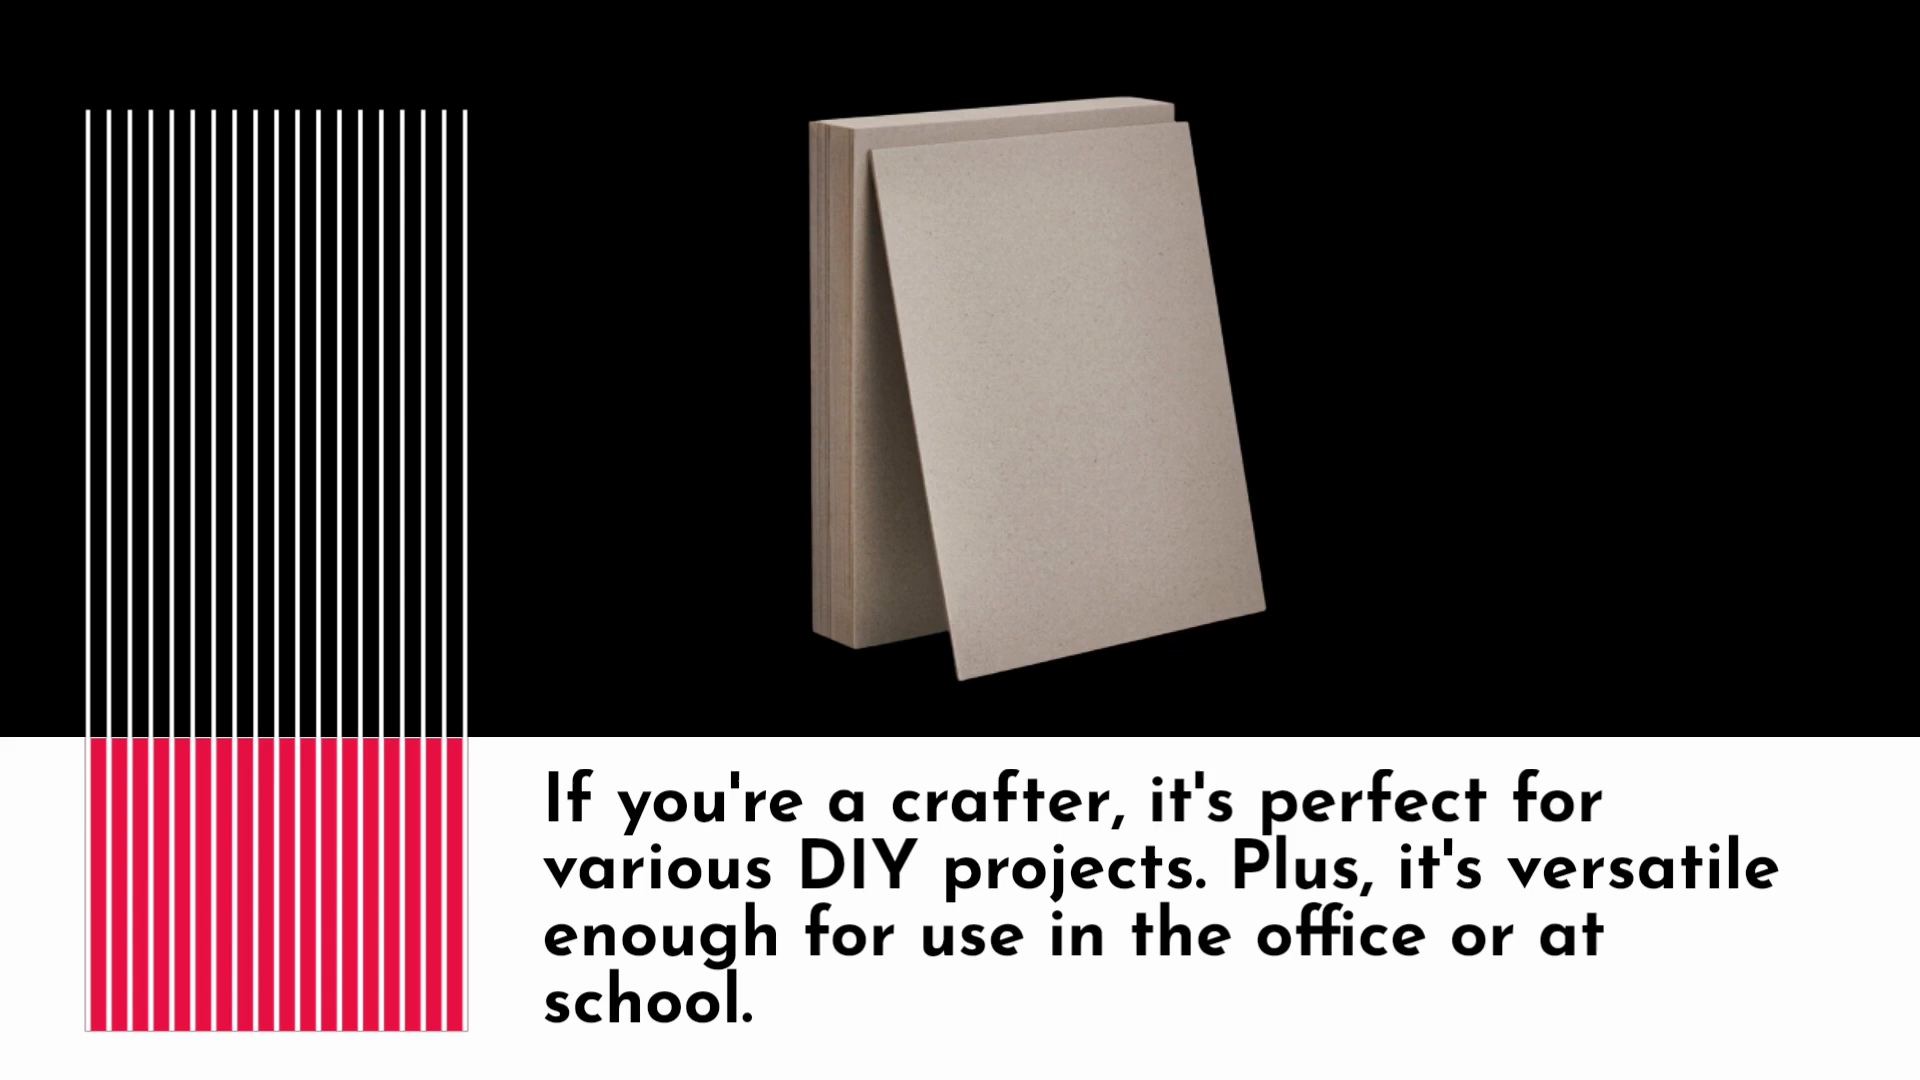 If you're a crafter, it's perfect for
various DIY projects. Plus, it's versatile
enough for use in the office or at
school.